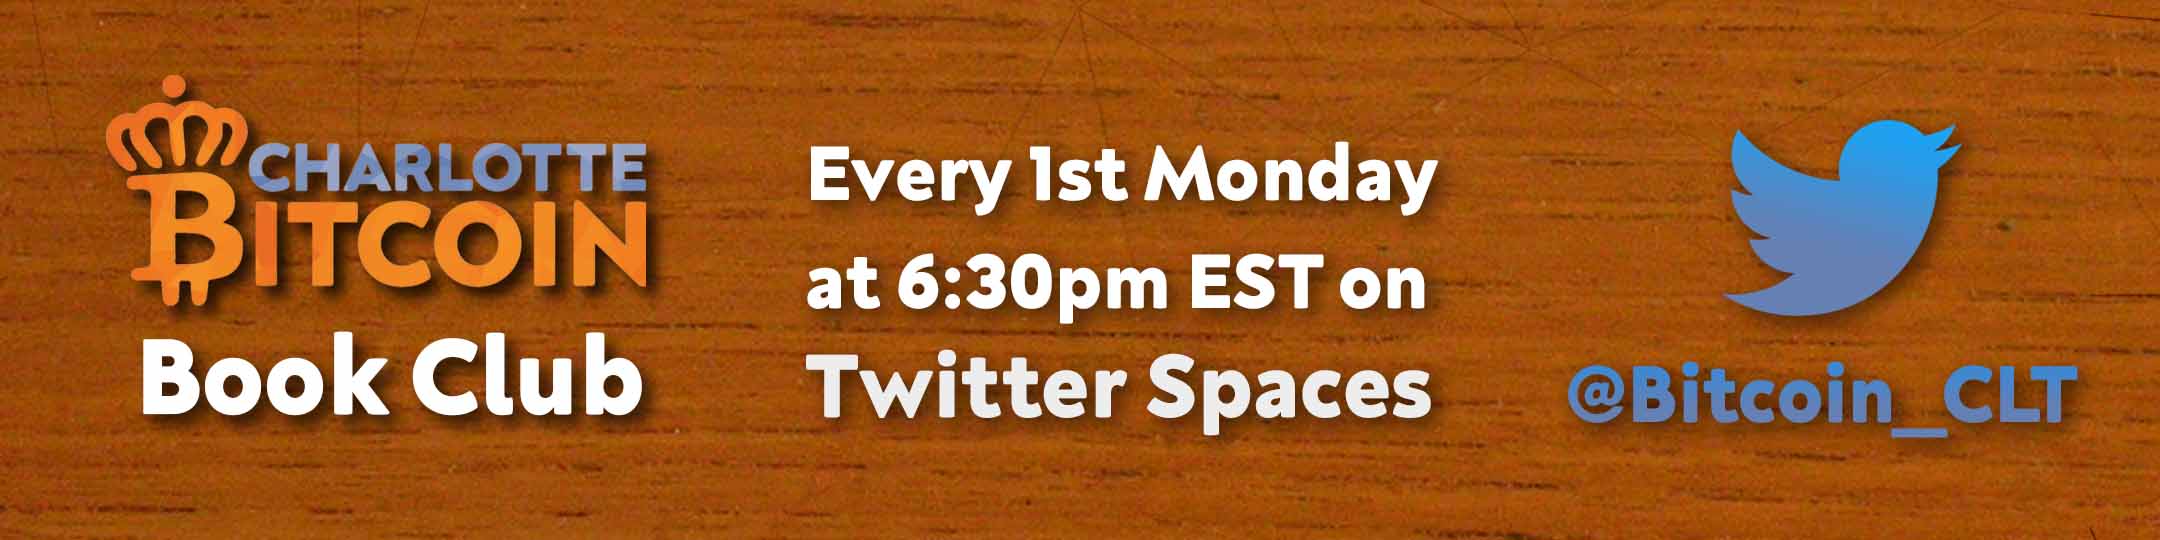 CHARLOTTE
BITCOIN
Book Club
Every 1st Monday
at 6:30pm EST on
Twitter Spaces
@Bitcoin_CLT